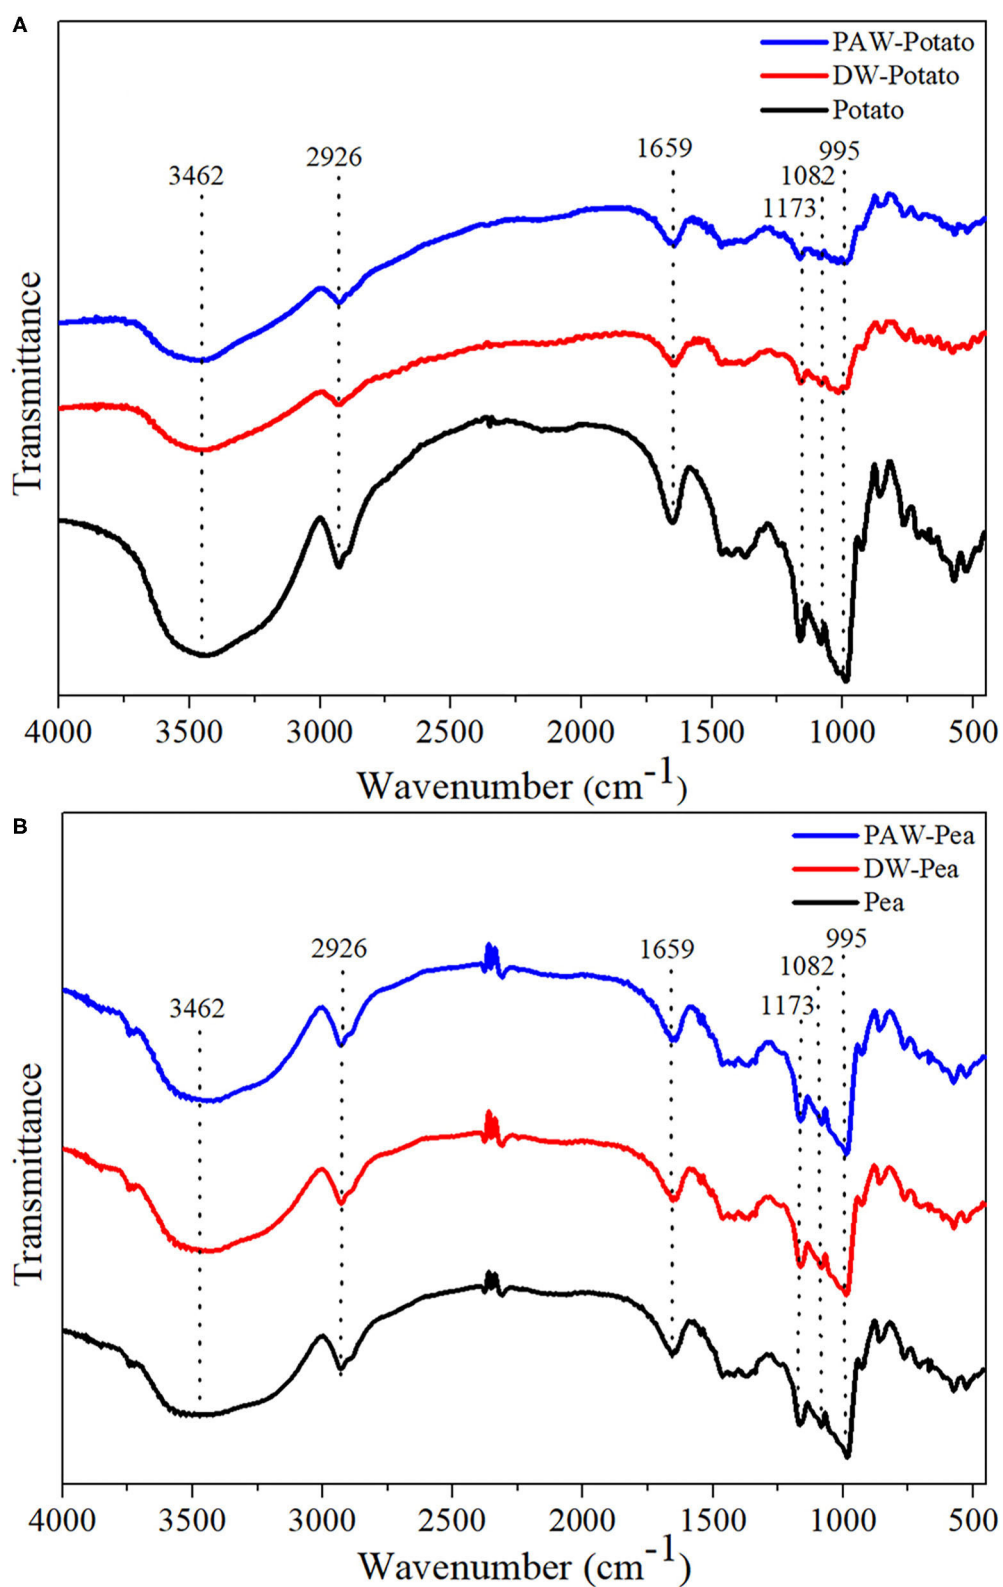 A
PAW-Potato
DW-Potato
Potato
3462
2926
1659
1173
1082
995
Transmittance
4000 3500 3000 2500 2000 1500 1000 500
Wavenumber (cm-1)
B
PAW-Pea
DW-Pea
Pea
3462
2926
1659
1173
1082
995
Transmittance
4000 3500 3000 2500 2000 1500 1000 500
Wavenumber (cm-1)